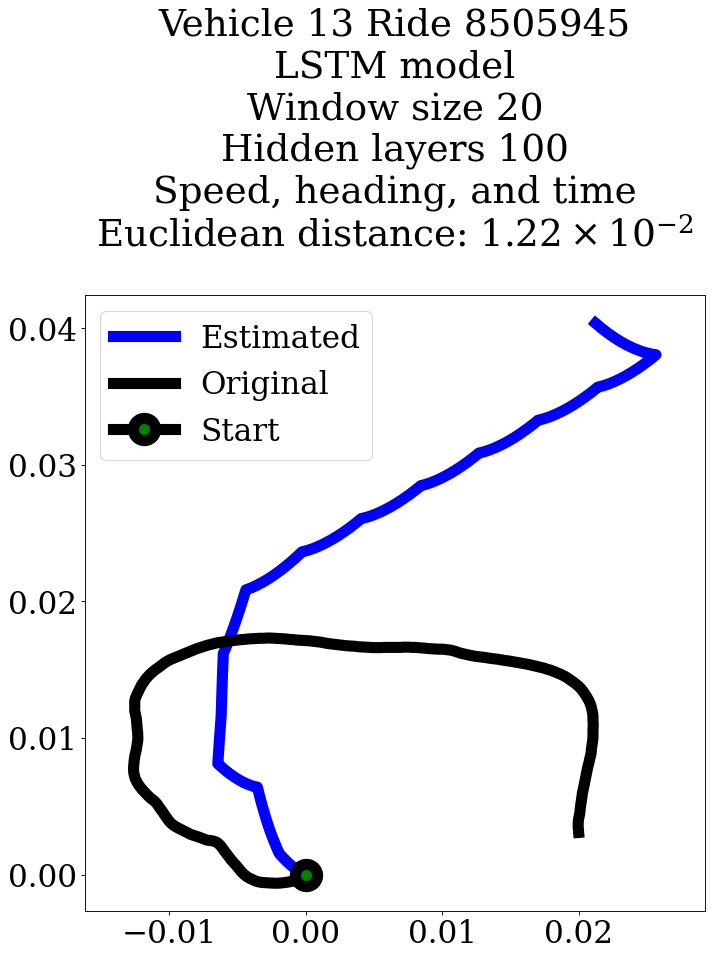 Vehicle 13 Ride 8505945
LSTM model
Window size 20
Hidden layers 100
Speed, heading, and time
Euclidean distance: 1.22 × 10⁻²
Estimated
Original
Start
0.04
0.03
0.02
0.01
0.00
−0.01 0.00 0.01 0.02